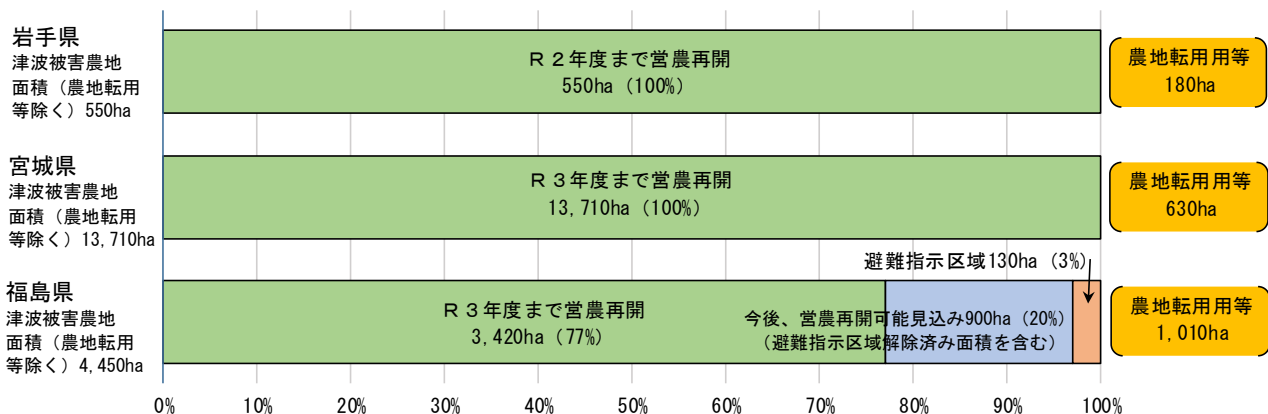 岩手県
津波被害農地
面積（農地転用
等除く）550ha
R2年度まで営農再開
550ha（100%）
農地転用用等
180ha
宮城県
津波被害農地
面積（農地転用
等除く）13,710ha
R3年度まで営農再開
13,710ha（100%）
農地転用用等
630ha
避難指示区域130ha（3%）
福島県
津波被害農地
面積（農地転用
等除く）4,450ha
R3年度まで営農再開
3,420ha（77%）
今後、営農再開可能見込み900ha（20%）
（避難指示区域解除済み面積を含む）
農地転用用等
1,010ha
0% 10% 20% 30% 40% 50% 60% 70% 80% 90% 100%